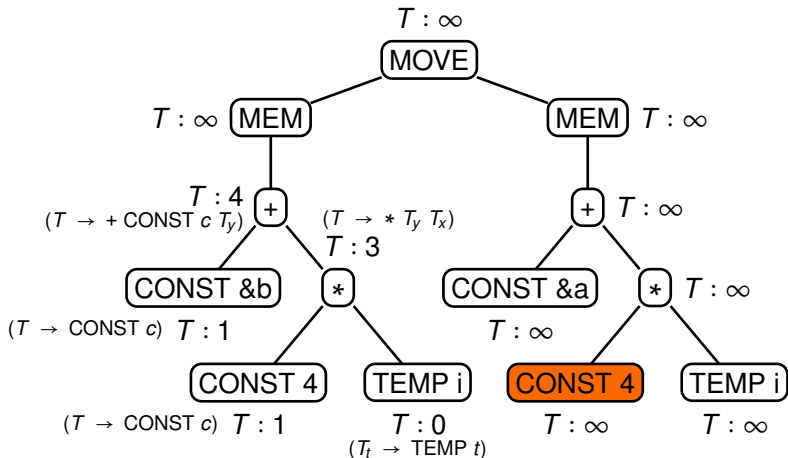 T : ∞
MOVE
T : ∞ MEM MEM T : ∞
T : 4
(T → + CONST c T_y) + (T → * T_y T_x) + T : ∞
T : 3
CONST &b * CONST &a * T : ∞
(T → CONST c) T : 1 T : ∞
CONST 4 TEMP i CONST 4 TEMP i
(T → CONST c) T : 1 T : 0 T : ∞ T : ∞
(T_t → TEMP t)